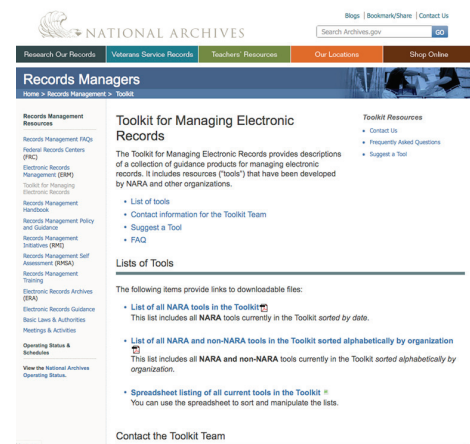 Blogs | Bookmark/Share | Contact Us
NATIONAL ARCHIVES
Search Archives.gov GO
Research Our Records Veterans Service Records Teachers' Resources Our Locations Shop Online
Records Managers
Home > Records Management > Toolkit
Records Management
Resources
Records Management FAQs
Federal Records Centers
(FRC)
Electronic Records
Management (ERM)
Toolkit for Managing
Electronic Records
Records Management
Handbook
Records Management Policy
and Guidance
Records Management
Initiatives (RMI)
Records Management Self
Assessment (RMSA)
Records Management
Training
Electronic Records Archives
(ERA)
Electronic Records Guidance
Basic Laws & Authorities
Meetings & Activities
Operating Status &
Schedules
View the National Archives
Operating Status.
Toolkit for Managing Electronic
Records
The Toolkit for Managing Electronic Records provides descriptions
of a collection of guidance products for managing electronic
records. It includes resources ("tools") that have been developed
by NARA and other organizations.
• List of tools
• Contact information for the Toolkit Team
• Suggest a Tool
• FAQ
Lists of Tools
The following items provide links to downloadable files:
• List of all NARA tools in the Toolkit
This list includes all NARA tools currently in the Toolkit sorted by date.
• List of all NARA and non-NARA tools in the Toolkit sorted alphabetically by organization
This list includes all NARA and non-NARA tools currently in the Toolkit sorted alphabetically by
organization.
• Spreadsheet listing of all current tools in the Toolkit
You can use the spreadsheet to sort and manipulate the lists.
Contact the Toolkit Team
Toolkit Resources
• Contact Us
• Frequently Asked Questions
• Suggest a Tool